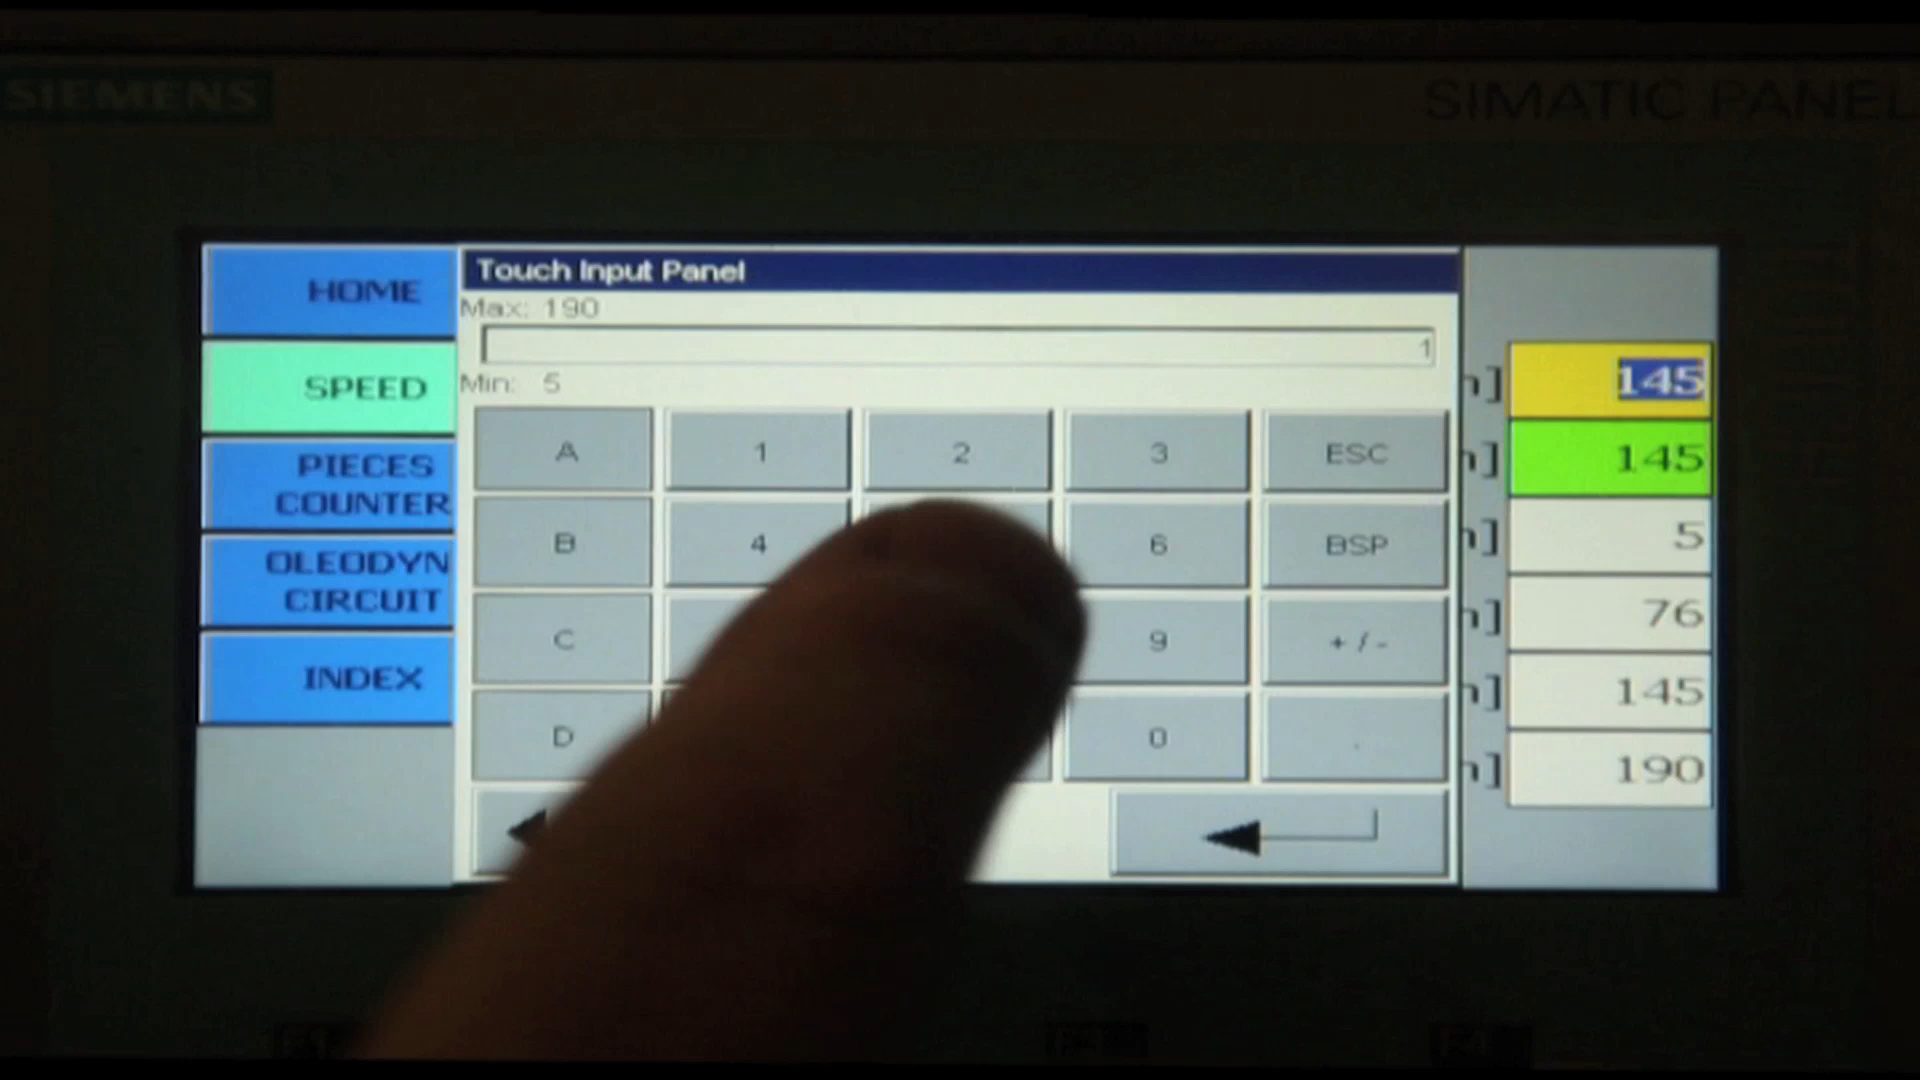 SIEMENS
SIMATIC PANEL
HOME
SPEED
PIECES
COUNTER
OLEODYN
CIRCUIT
INDEX
Touch Input Panel
Max: 190
1
Min: 5
A 1 2 3 ESC
B 4 6 BSP
C 9 +/-
D 0 .
n] 145
n] 145
n] 5
n] 76
n] 145
n] 190